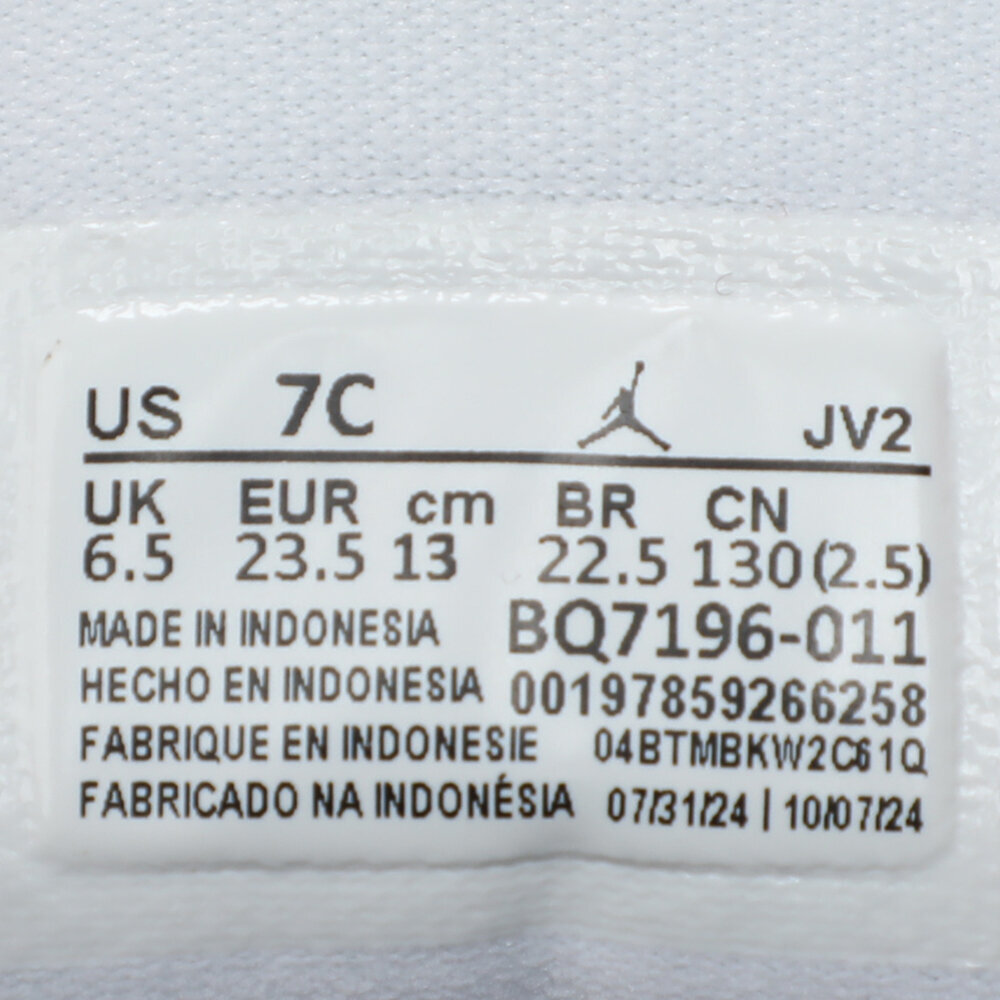 US 7C JV2
UK EUR cm BR CN
6.5 23.5 13 22.5 130(2.5)
MADE IN INDONESIA BQ7196-011
HECHO EN INDONESIA 00197859266258
FABRIQUE EN INDONESIE 04BTMBKW2C61Q
FABRICADO NA INDONÉSIA 07/31/24 | 10/07/24